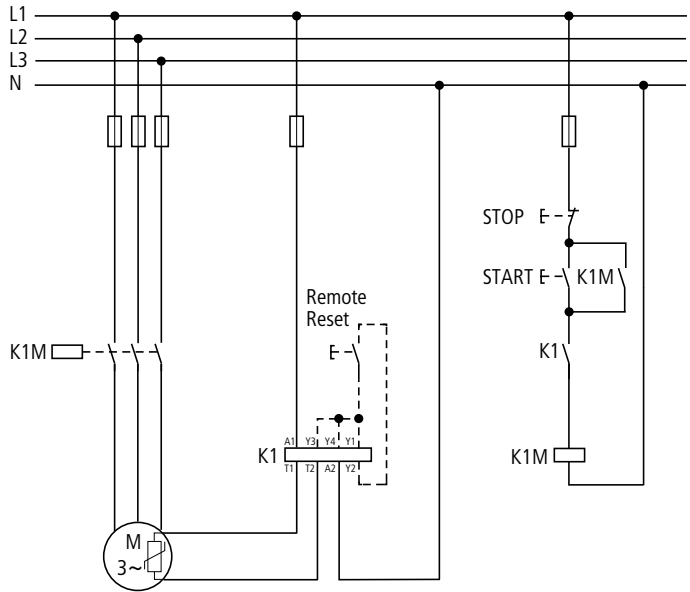 L1
L2
L3
N
STOP
START
K1M
Remote
Reset
K1M
K1
A1 Y3 Y4 Y1
K1
T1 T2 A2 Y2
K1M
M
3~